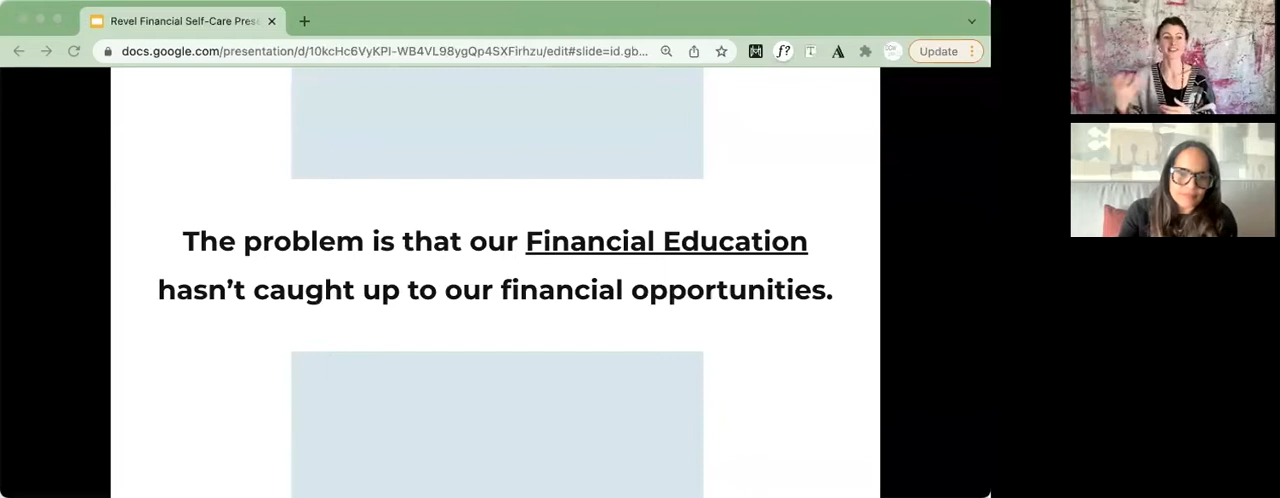 Revel Financial Self-Care Pres
docs.google.com/presentation/d/10kcHc6VyKPI-WB4VL98ygQp4SXFirhzu/edit#slide=id.gb...
f?
T
A
Update
The problem is that our Financial Education
hasn’t caught up to our financial opportunities.